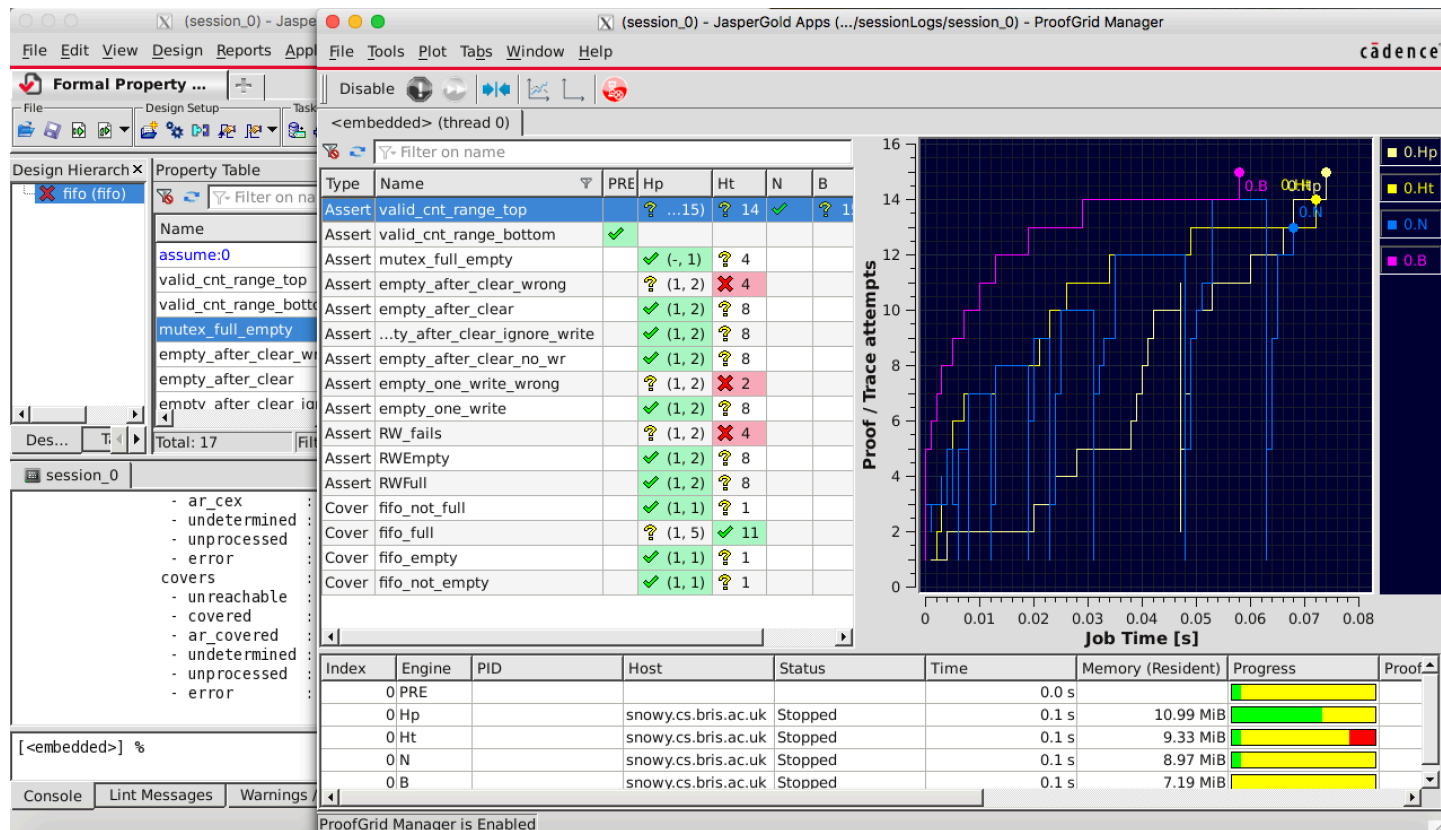 (session_0) - Jaspe
File Edit View Design Reports Appl
Formal Property ...
File
Design Setup
Task
Design Hierarch
fifo (fifo)
Property Table
Filter on na
Name
assume:0
valid_cnt_range_top
valid_cnt_range_botto
mutex_full_empty
empty_after_clear_wr
empty_after_clear
empty_after_clear_ig
Des...
Total: 17
Filt
session_0
- ar_cex :
- undetermined :
- unprocessed :
- error :
covers :
- unreachable :
- covered :
- ar_covered :
- undetermined :
- unprocessed :
- error :
[<embedded>] %
Console Lint Messages Warnings /
(session_0) - JasperGold Apps (.../sessionLogs/session_0) - ProofGrid Manager
File Tools Plot Tabs Window Help
cādence
Disable
<embedded> (thread 0)
Filter on name
Type Name PRE Hp Ht N B
Assert valid_cnt_range_top ? ...15) ? 14 ? 15
Assert valid_cnt_range_bottom
Assert mutex_full_empty (-, 1) ? 4
Assert empty_after_clear_wrong ? (1, 2) 4
Assert empty_after_clear (1, 2) ? 8
Assert ...ty_after_clear_ignore_write (1, 2) ? 8
Assert empty_after_clear_no_wr (1, 2) ? 8
Assert empty_one_write_wrong ? (1, 2) 2
Assert empty_one_write (1, 2) ? 8
Assert RW_fails ? (1, 2) 4
Assert RWEmpty (1, 2) ? 8
Assert RWFull (1, 2) ? 8
Cover fifo_not_full (1, 1) ? 1
Cover fifo_full ? (1, 5) 11
Cover fifo_empty (1, 1) ? 1
Cover fifo_not_empty (1, 1) ? 1
Proof / Trace attempts
16
14
12
10
8
6
4
2
0
0 0.01 0.02 0.03 0.04 0.05 0.06 0.07 0.08
Job Time [s]
0.B
0.N
0.Hp
0.Ht
0.N
0.B
Index Engine PID Host Status Time Memory (Resident) Progress Proof
0 PRE 0.0 s
0 Hp snowy.cs.bris.ac.uk Stopped 0.1 s 10.99 MiB
0 Ht snowy.cs.bris.ac.uk Stopped 0.1 s 9.33 MiB
0 N snowy.cs.bris.ac.uk Stopped 0.1 s 8.97 MiB
0 B snowy.cs.bris.ac.uk Stopped 0.1 s 7.19 MiB
ProofGrid Manager is Enabled